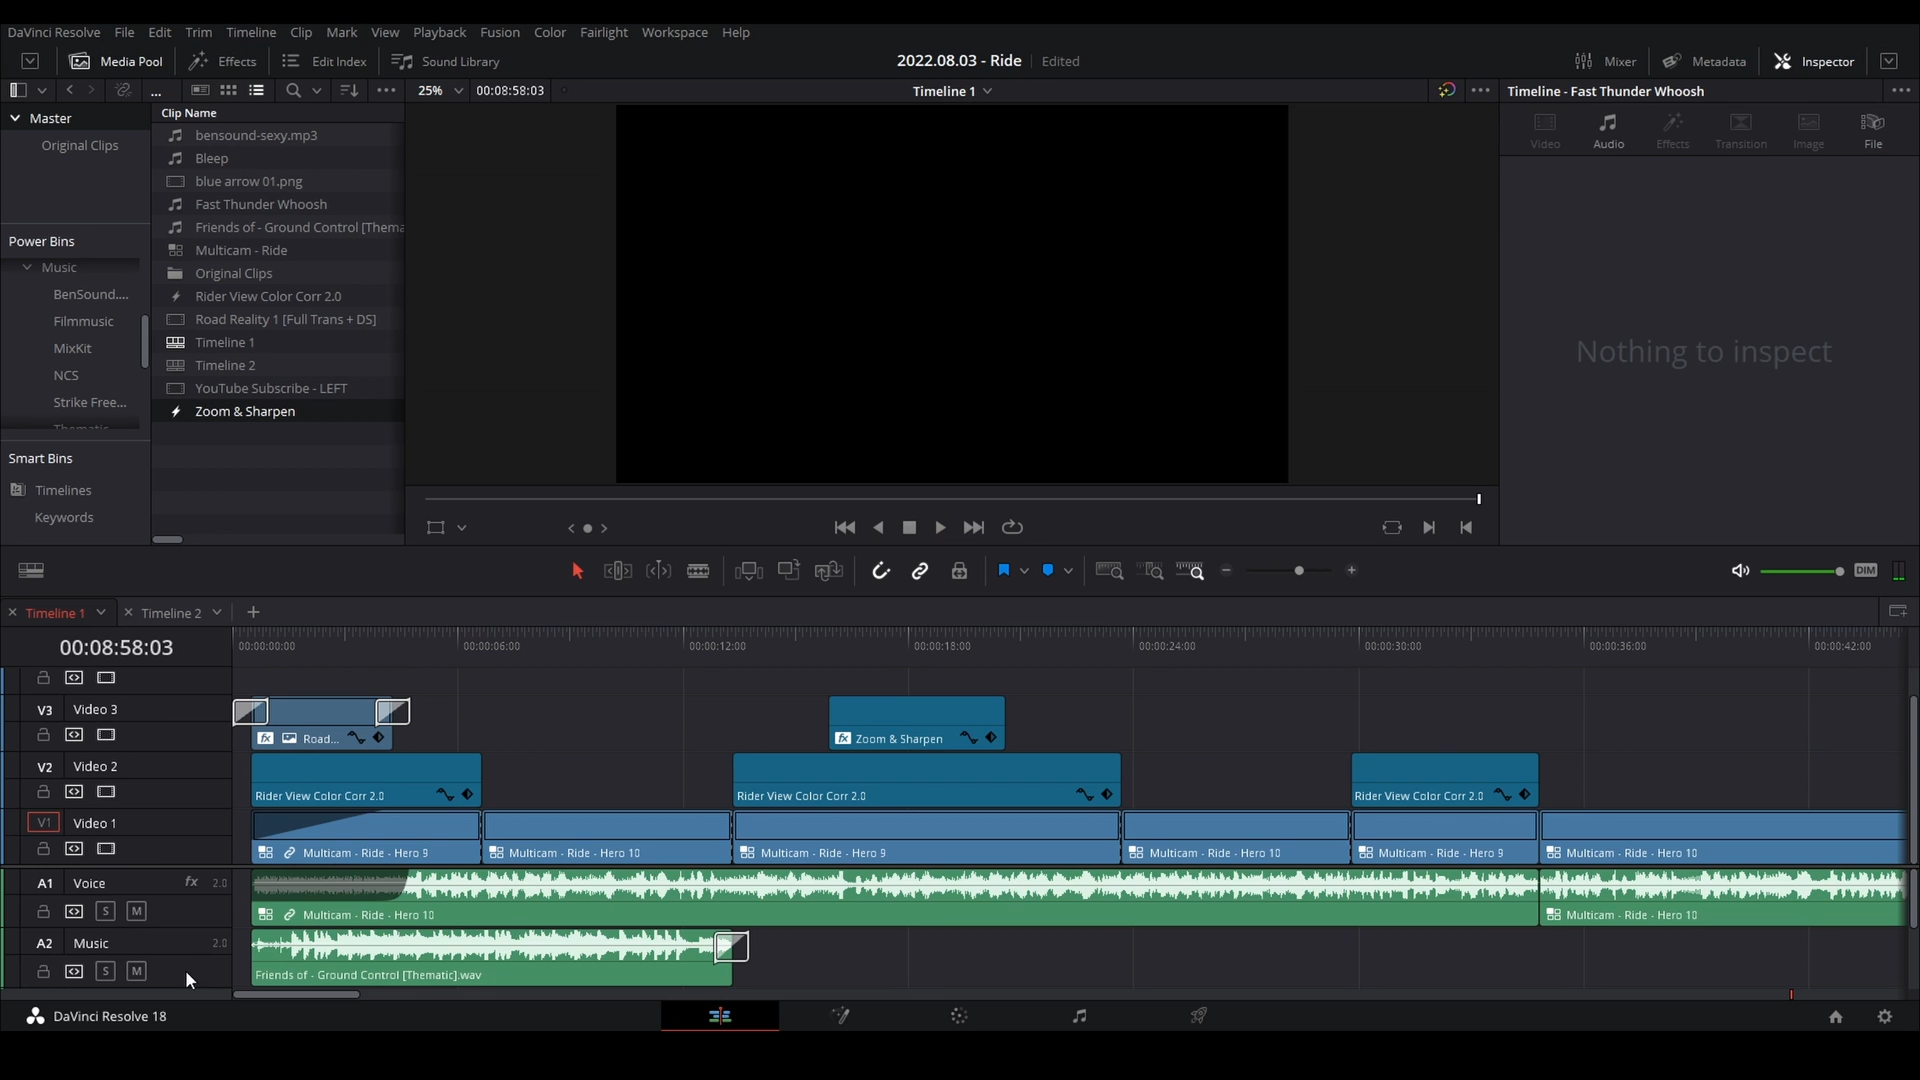 DaVinci Resolve File Edit Trim Timeline Clip Mark View Playback Fusion Color Fairlight Workspace Help
Media Pool Effects Edit Index Sound Library 2022.08.03 - Ride Edited Mixer Metadata Inspector
... 25% 00:08:58:03 Timeline 1 Timeline - Fast Thunder Whoosh
Master
Original Clips
Power Bins
Music
BenSound....
Filmmusic
MixKit
NCS
Strike Free...
Thematic
Smart Bins
Timelines
Keywords
Clip Name
bensound-sexy.mp3
Bleep
blue arrow 01.png
Fast Thunder Whoosh
Friends of - Ground Control [Thema
Multicam - Ride
Original Clips
Rider View Color Corr 2.0
Road Reality 1 [Full Trans + DS]
Timeline 1
Timeline 2
YouTube Subscribe - LEFT
Zoom & Sharpen
Video Audio Effects Transition Image File
Nothing to inspect
DIM
Timeline 1 Timeline 2
00:08:58:03 00:00:00:00 00:00:06:00 00:00:12:00 00:00:18:00 00:00:24:00 00:00:30:00 00:00:36:00 00:00:42:00
V3 Video 3
fx Road... fx Zoom & Sharpen
V2 Video 2
Rider View Color Corr 2.0 Rider View Color Corr 2.0 Rider View Color Corr 2.0
V1 Video 1
Multicam - Ride - Hero 9 Multicam - Ride - Hero 10 Multicam - Ride - Hero 9 Multicam - Ride - Hero 10 Multicam - Ride - Hero 9 Multicam - Ride - Hero 10
A1 Voice fx 2.0
S M Multicam - Ride - Hero 10 Multicam - Ride - Hero 10
A2 Music 2.0
S M Friends of - Ground Control [Thematic].wav
DaVinci Resolve 18